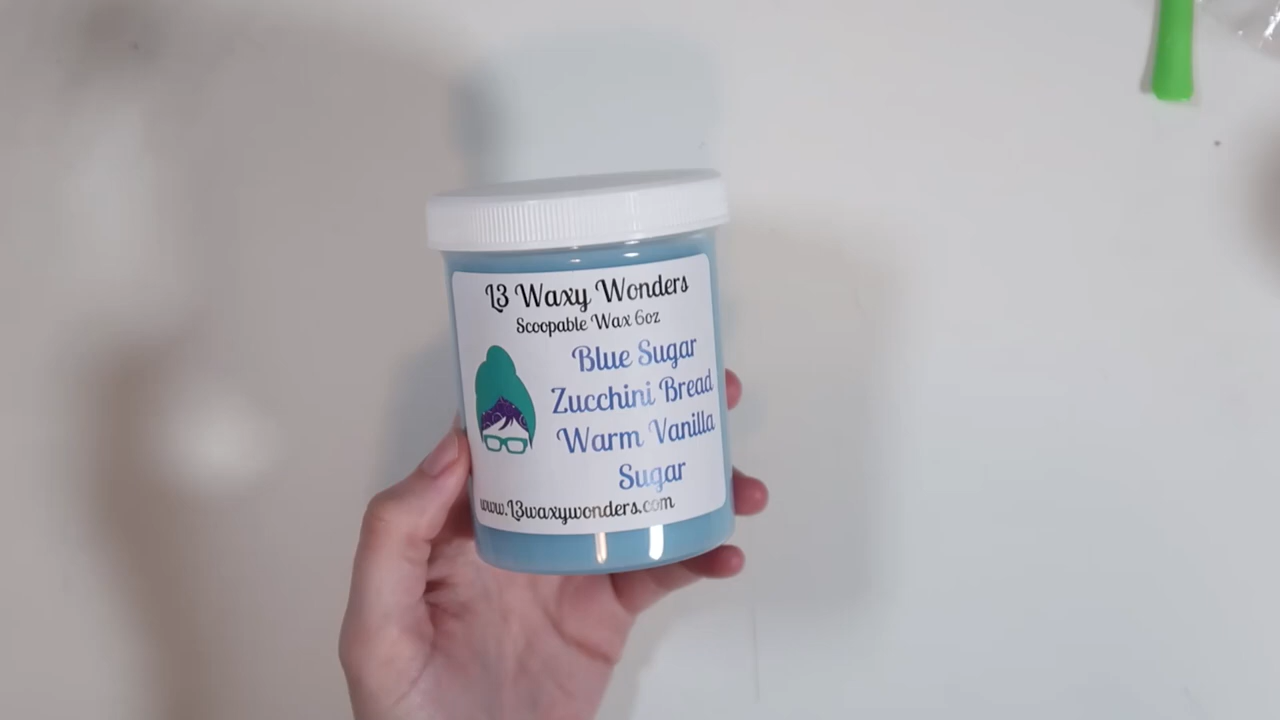 L3 Waxy Wonders
Scoopable Wax 6oz
Blue Sugar
Zucchini Bread
Warm Vanilla
Sugar
www.L3waxywonders.com